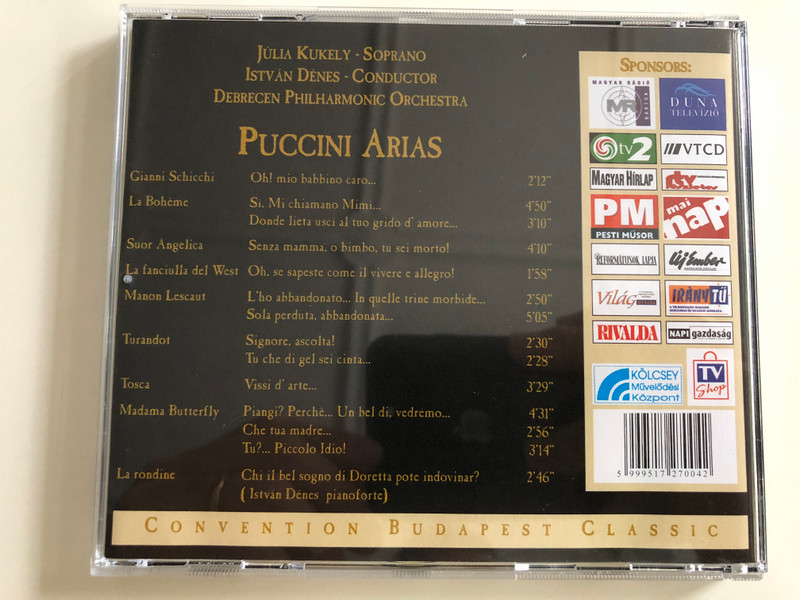 Júlia Kukely - Soprano
István Dénes - Conductor
Debrecen Philharmonic Orchestra
Puccini Arias
Gianni Schicchi Oh! mio babbino caro... 2'12"
La Bohème Si. Mi chiamano Mimi... 4'50"
Donde lieta usci al tuo grido d' amore... 3'10"
Suor Angelica Senza mamma, o bimbo, tu sei morto! 4'10"
La fanciulla del West Oh, se sapeste come il vivere e allegro! 1'58"
Manon Lescaut L'ho abbandonato... In quelle trine morbide... 2'50"
Sola perduta, abbandonata... 5'05"
Turandot Signore, ascolta! 2'30"
Tu che di gel sei cinta... 2'28"
Tosca Vissi d' arte... 3'29"
Madama Butterfly Piangi? Perchè... Un bel di, vedremo... 4'31"
Che tua madre... 2'56"
Tu?... Piccolo Idio! 3'14"
La rondine Chi il bel sogno di Doretta pote indovinar? 2'46"
( István Dénes pianoforte)
Sponsors:
MAGYAR RÁDIÓ
MR
BARTÓK
DUNA
TELEVÍZIÓ
tv2
VTCD
MAGYAR HÍRLAP
PM
PESTI MŰSOR
mai
nap
REFORMÁTUSOK LAPJA
Új Ember
Világ
IRÁNYTŰ
RIVALDA
NAPI gazdaság
KÖLCSEY
Művelődési
Központ
TV
Shop
5 999517 270042
Convention Budapest Classic